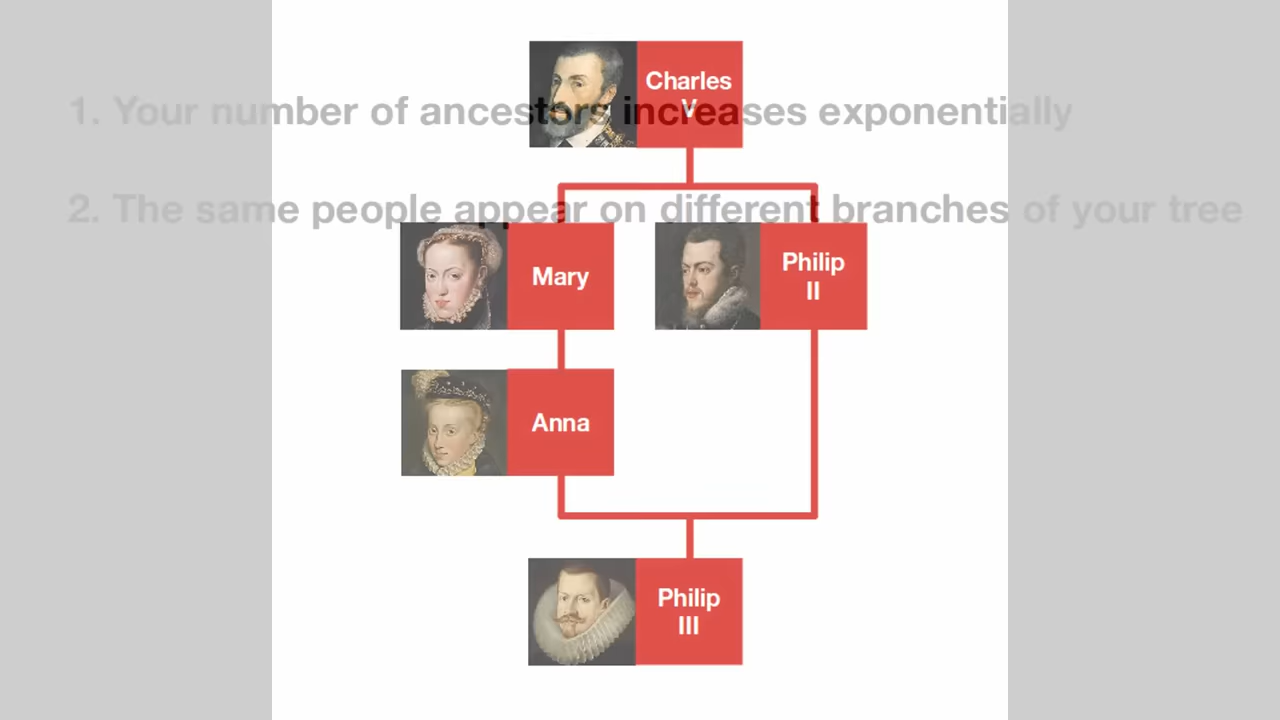 Charles
V
1. Your number of ancestors increases exponentially
2. The same people appear on different branches of your tree
Mary
Philip
II
Anna
Philip
III